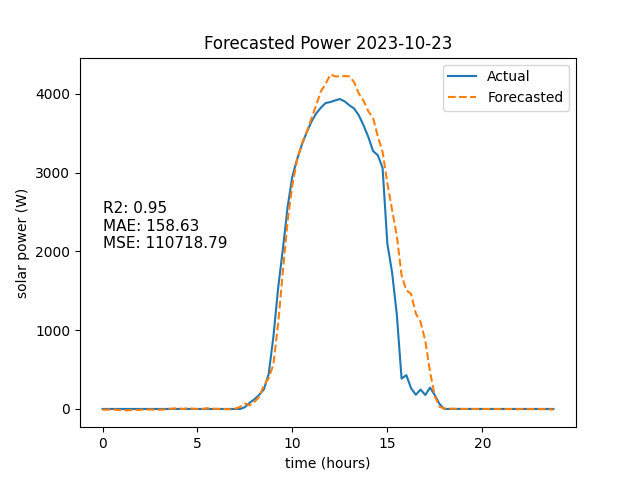 Forecasted Power 2023-10-23
Actual
Forecasted
4000
3000
2000
1000
0
solar power (W)
R2: 0.95
MAE: 158.63
MSE: 110718.79
0 5 10 15 20
time (hours)